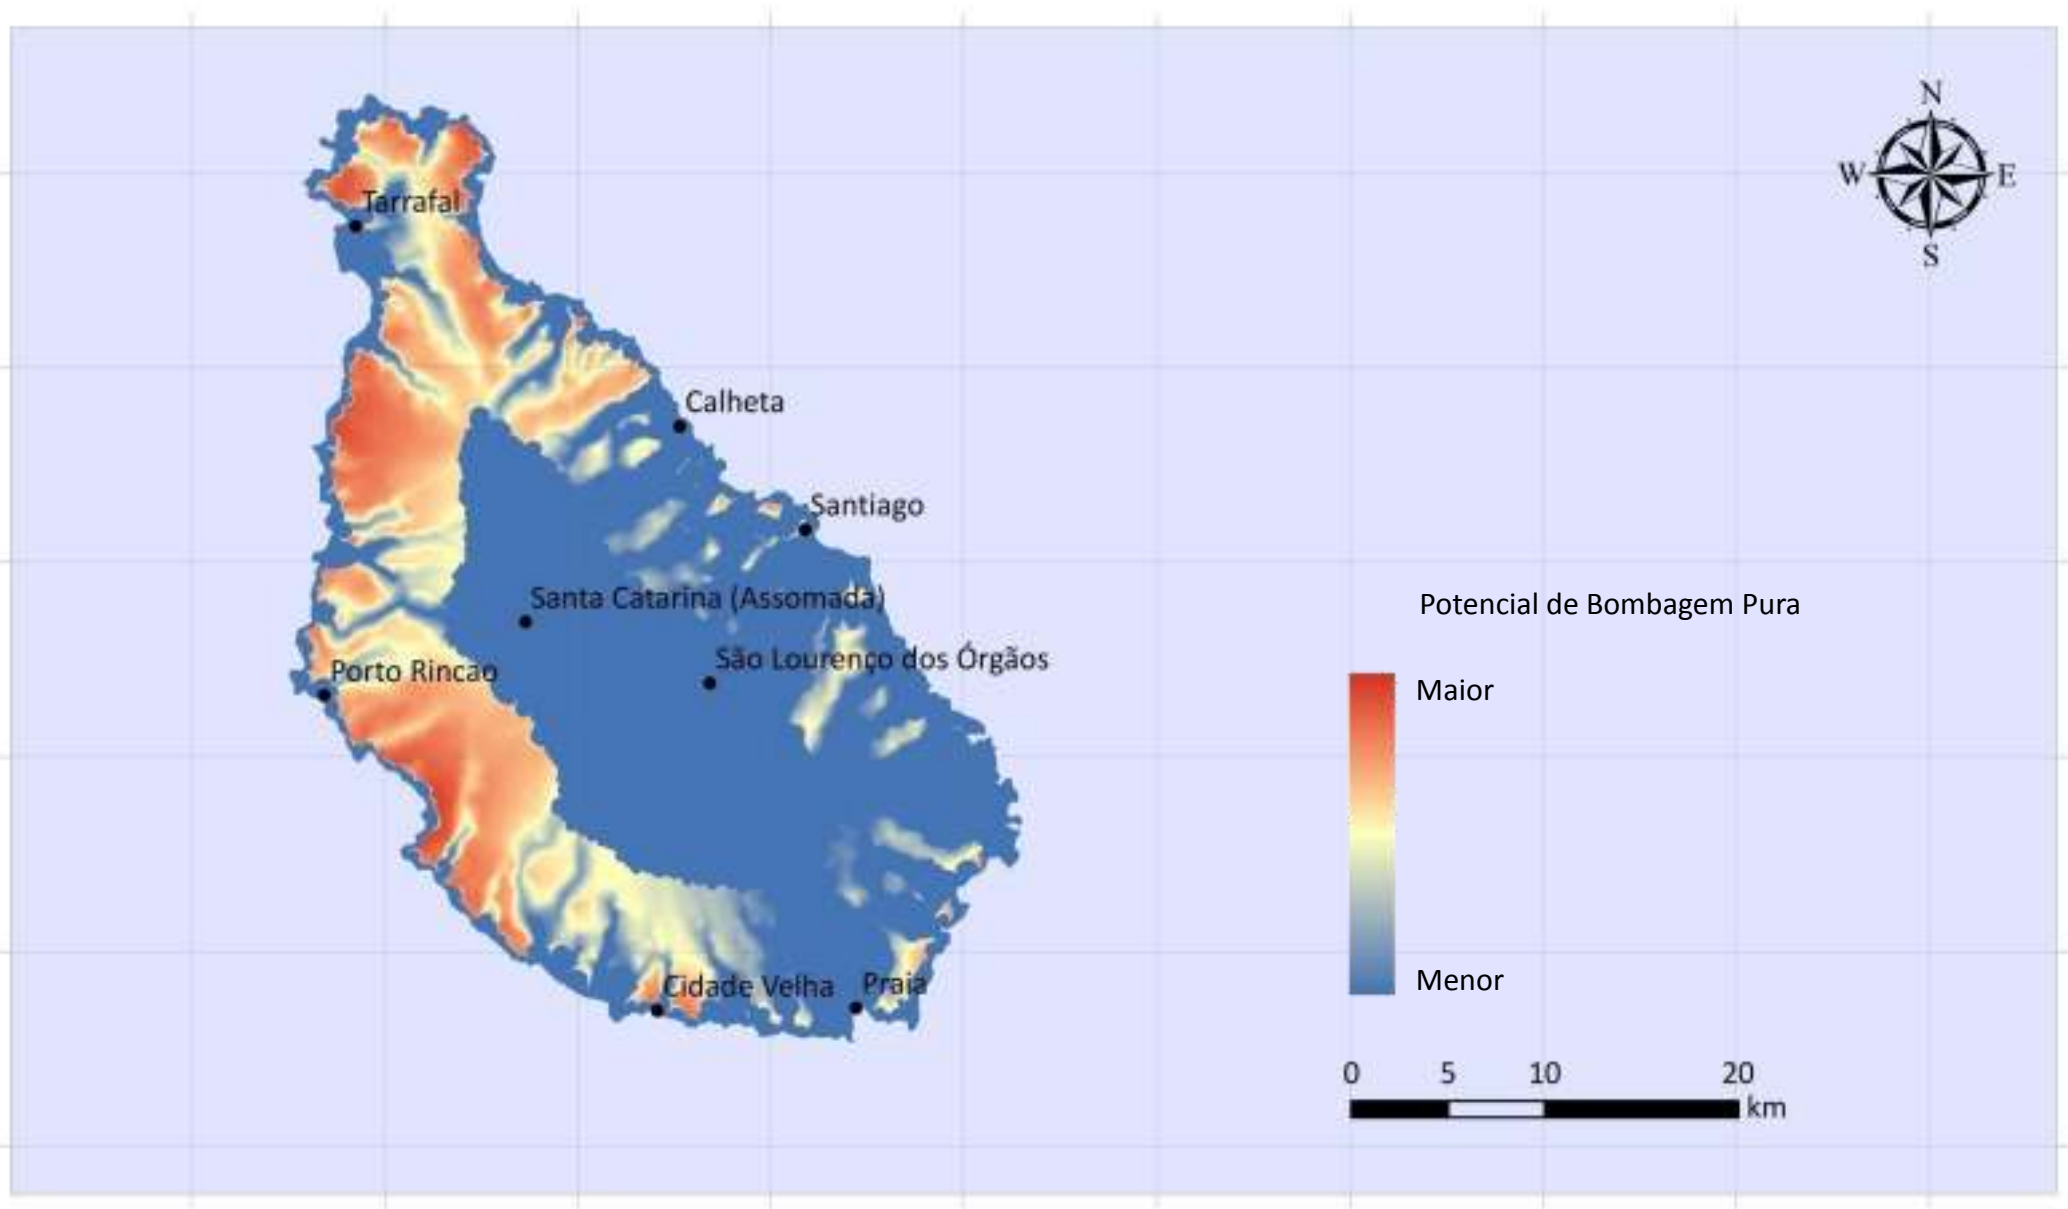 N
W
E
S
Tarrafal
Calheta
Santiago
Santa Catarina (Assomada)
São Lourenço dos Órgãos
Porto Rincao
Cidade Velha
Praia
Potencial de Bombagem Pura
Maior
Menor
0 5 10 20
km